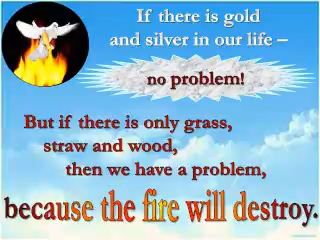 If there is gold
and silver in our life –
no problem!
But if there is only grass,
straw and wood,
then we have a problem,
because the fire will destroy.